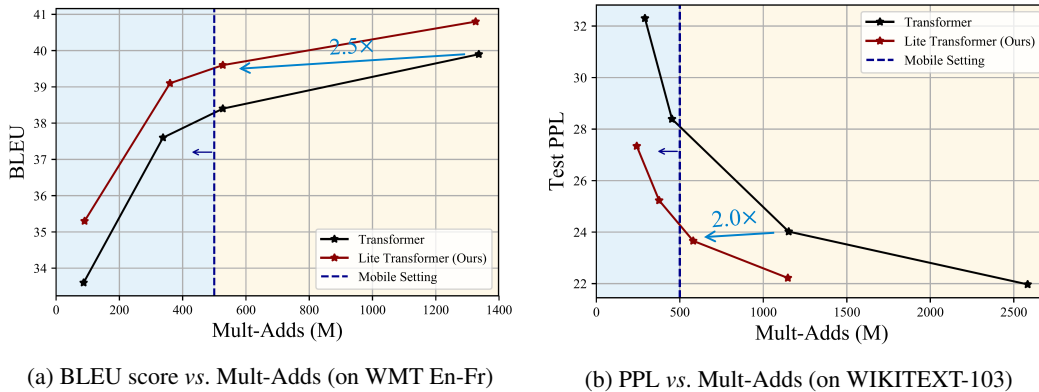 41
40
39
38
37
36
35
34
BLEU
2.5×
Transformer
Lite Transformer (Ours)
Mobile Setting
0 200 400 600 800 1000 1200 1400
Mult-Adds (M)
(a) BLEU score vs. Mult-Adds (on WMT En-Fr)
32
30
28
26
24
22
Test PPL
Transformer
Lite Transformer (Ours)
Mobile Setting
2.0×
0 500 1000 1500 2000 2500
Mult-Adds (M)
(b) PPL vs. Mult-Adds (on WIKITEXT-103)